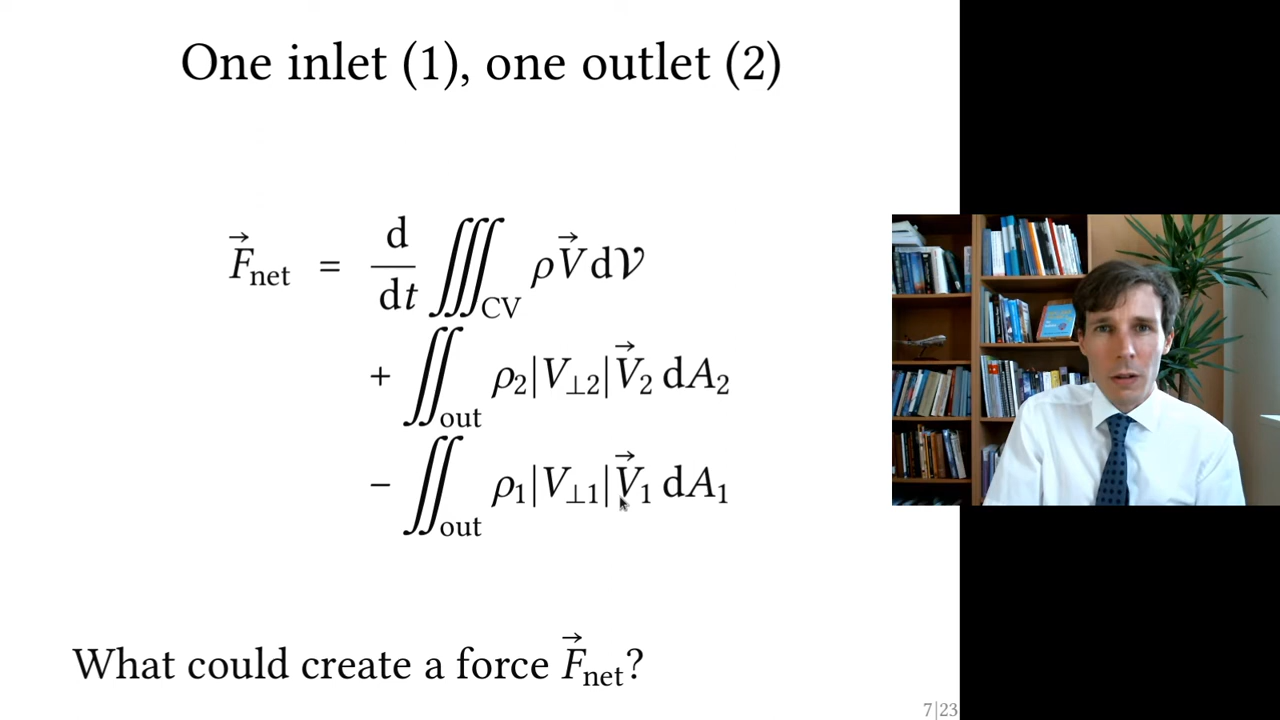 One inlet (1), one outlet (2)
F⃗net = d/dt ∭CV ρV⃗ d𝒱
+ ∬out ρ2|V⊥2|V⃗2 dA2
− ∬out ρ1|V⊥1|V⃗1 dA1
What could create a force F⃗net?
7|23